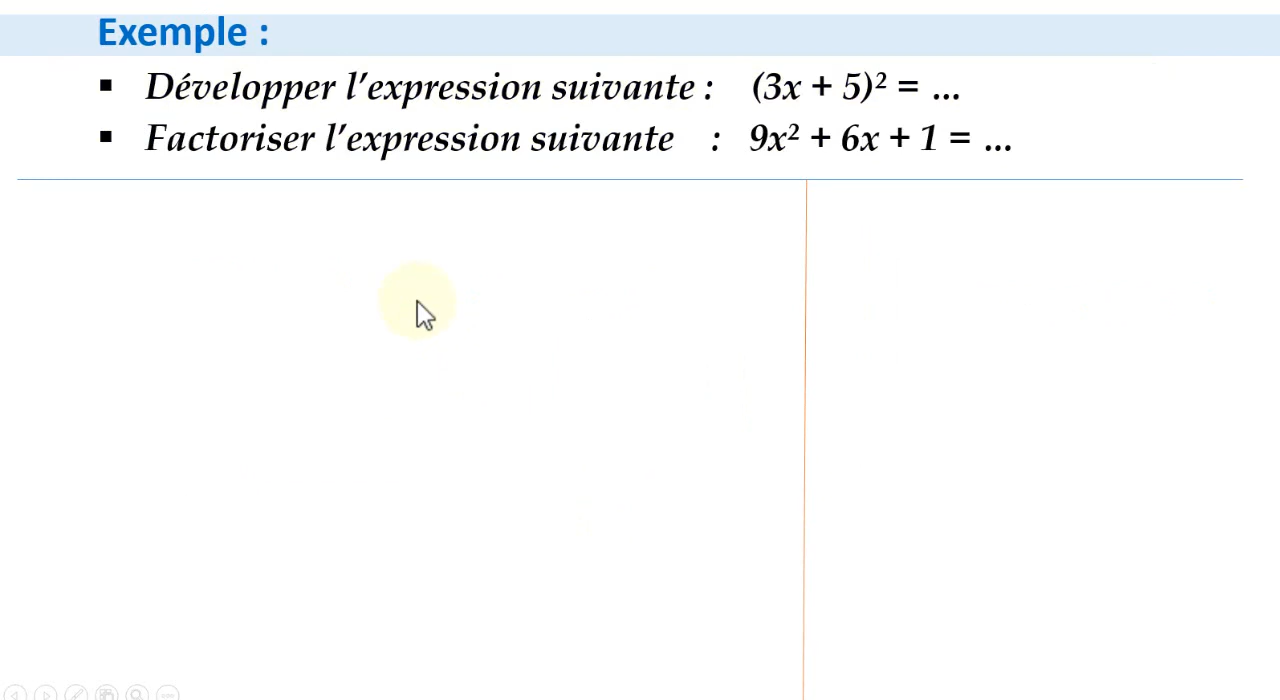 Exemple :
▪ Développer l’expression suivante : (3x + 5)² = ...
▪ Factoriser l’expression suivante : 9x² + 6x + 1 = ...